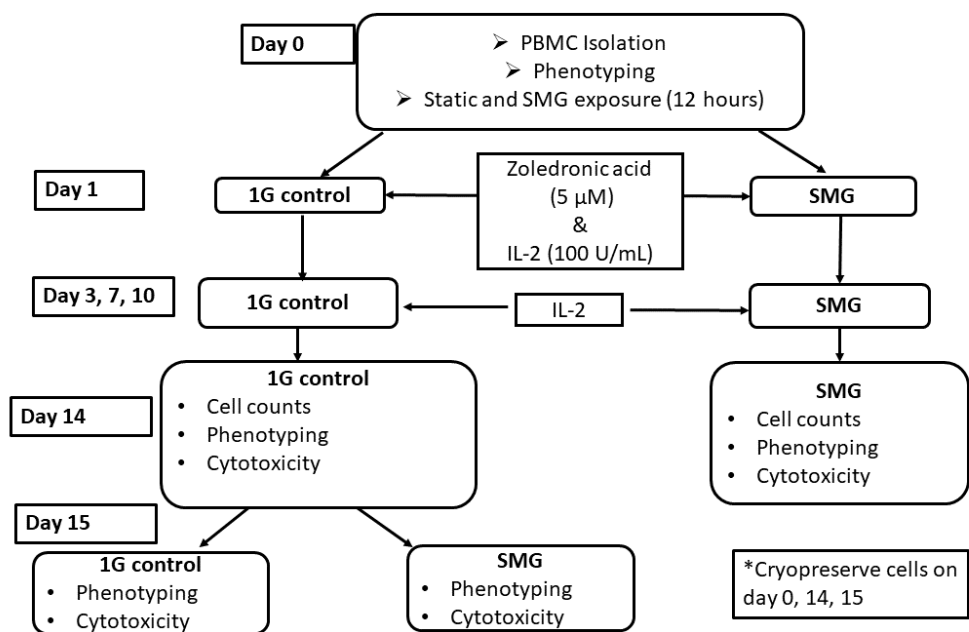 Day 0
➢ PBMC Isolation
➢ Phenotyping
➢ Static and SMG exposure (12 hours)
Day 1
1G control
Zoledronic acid
(5 µM)
&
IL-2 (100 U/mL)
SMG
Day 3, 7, 10
1G control
IL-2
SMG
Day 14
1G control
• Cell counts
• Phenotyping
• Cytotoxicity
SMG
• Cell counts
• Phenotyping
• Cytotoxicity
Day 15
1G control
• Phenotyping
• Cytotoxicity
SMG
• Phenotyping
• Cytotoxicity
*Cryopreserve cells on
day 0, 14, 15